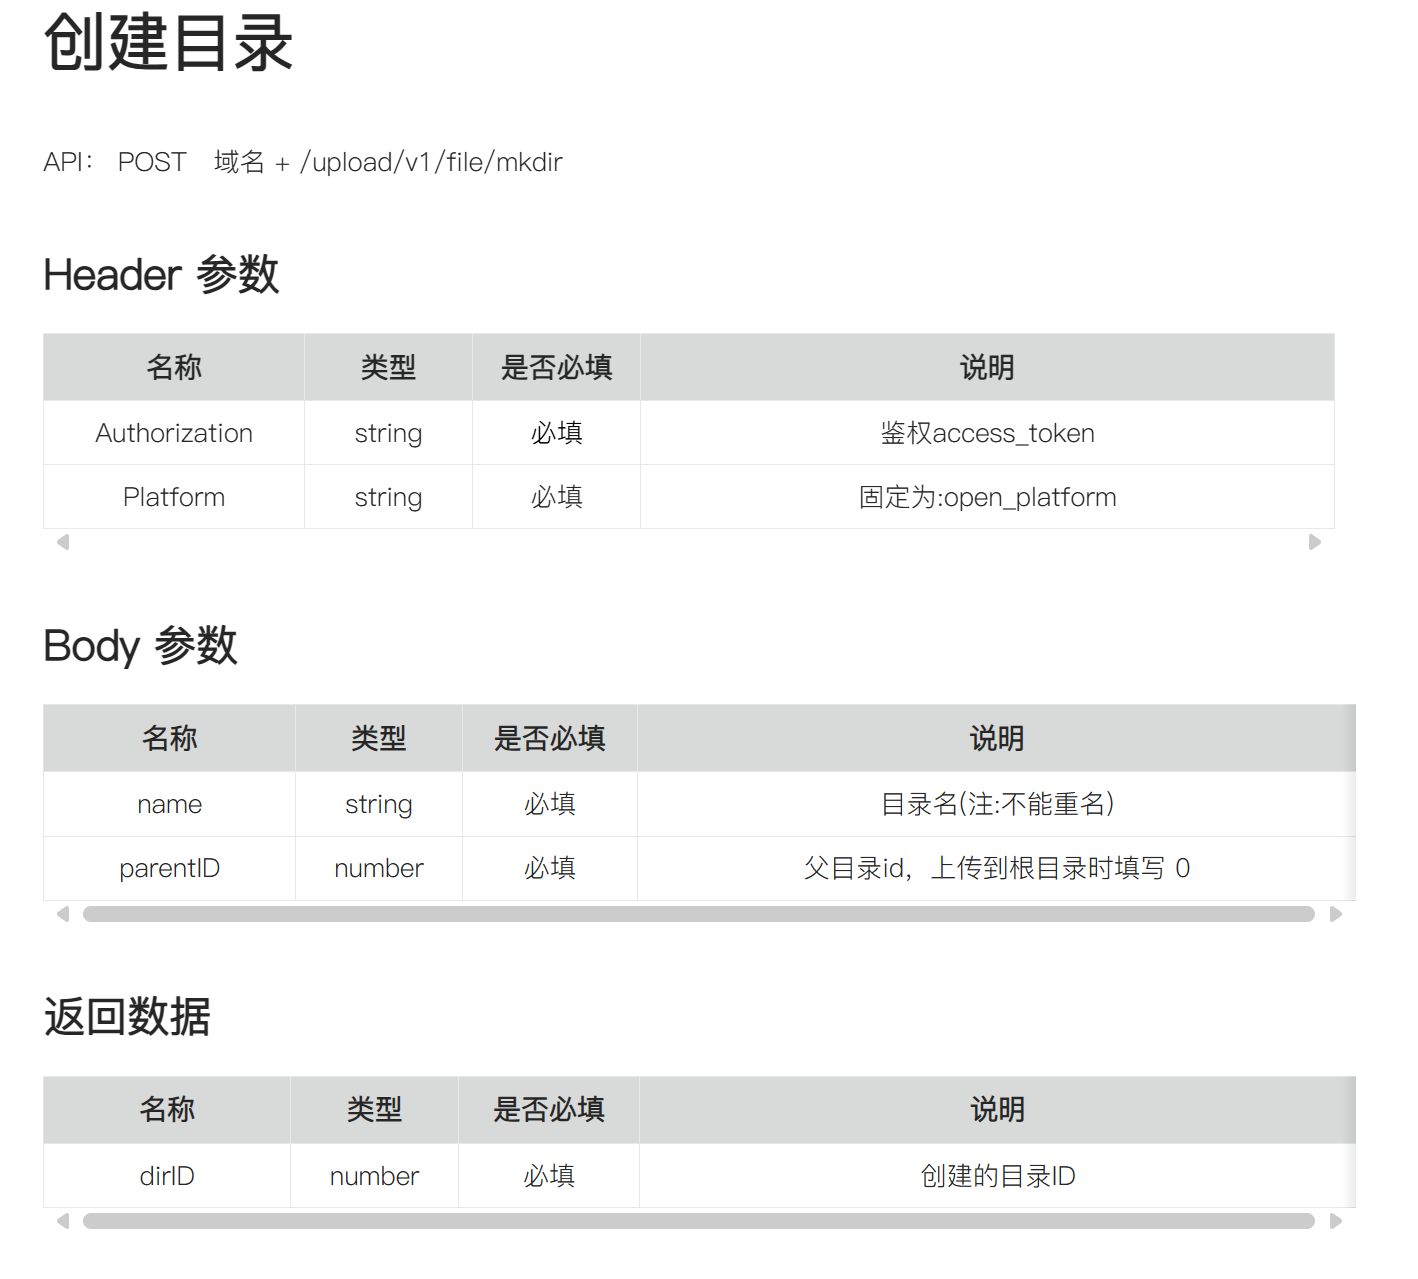 创建目录
API： POST 域名 + /upload/v1/file/mkdir
Header 参数
名称 类型 是否必填 说明
Authorization string 必填 鉴权access_token
Platform string 必填 固定为:open_platform
Body 参数
名称 类型 是否必填 说明
name string 必填 目录名(注:不能重名)
parentID number 必填 父目录id，上传到根目录时填写 0
返回数据
名称 类型 是否必填 说明
dirID number 必填 创建的目录ID